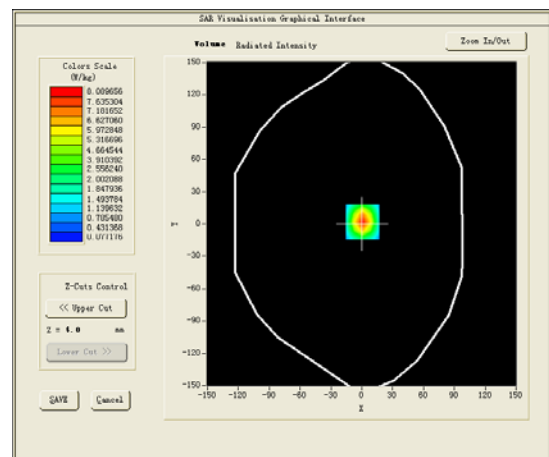 SAR Visualisation Graphical Interface
Volume Radiated Intensity
Zoom In/Out
Colors Scale
(W/kg)
8.089656
7.635304
7.181652
6.627060
5.972848
5.316696
4.664544
3.910392
2.556240
2.002088
1.847936
1.493784
1.139632
0.785480
0.431368
0.077176
Z-Cuts Control
<< Upper Cut
Z = 4.0 mm
Lower Cut >>
SAVE
Cancel
150
120
90
60
30
0
-30
-60
-90
-120
-150
Y
-150 -120 -90 -60 -30 0 30 60 90 120 150
X